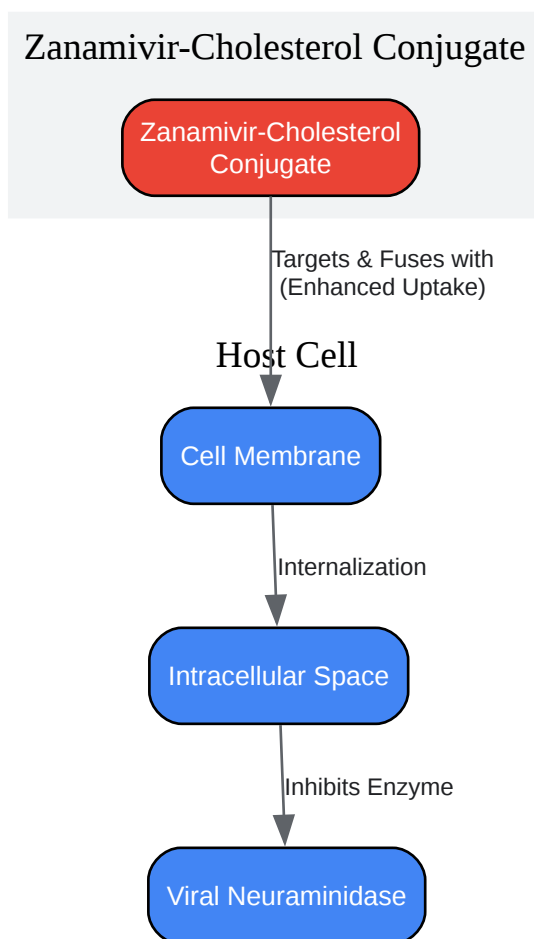 Zanamivir-Cholesterol Conjugate
Zanamivir-Cholesterol
Conjugate
Targets & Fuses with
(Enhanced Uptake)
Host Cell
Cell Membrane
Internalization
Intracellular Space
Inhibits Enzyme
Viral Neuraminidase